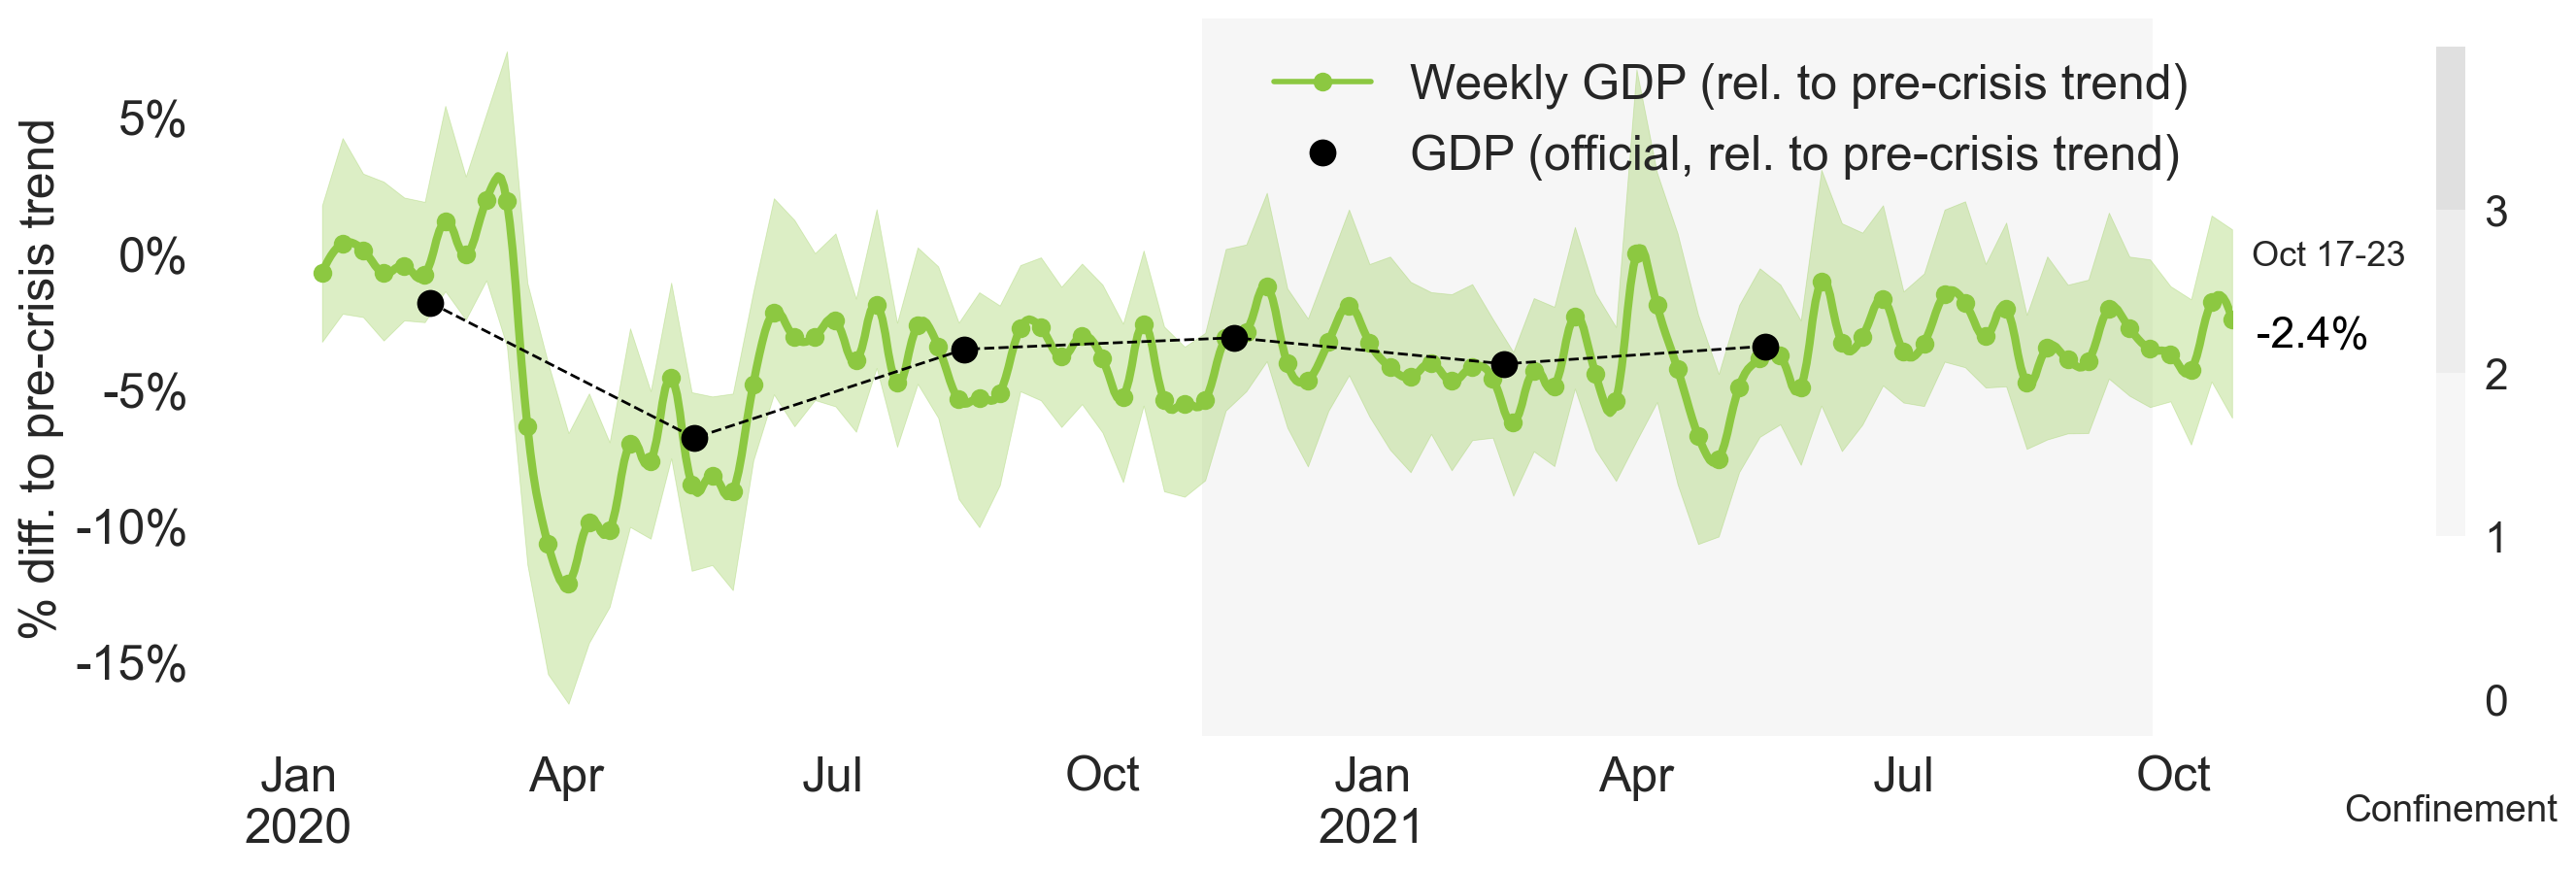 Weekly GDP (rel. to pre-crisis trend)
GDP (official, rel. to pre-crisis trend)
% diff. to pre-crisis trend
5%
0%
-5%
-10%
-15%
Jan
2020
Apr
Jul
Oct
Jan
2021
Apr
Jul
Oct
Oct 17-23
-2.4%
3
2
1
0
Confinement